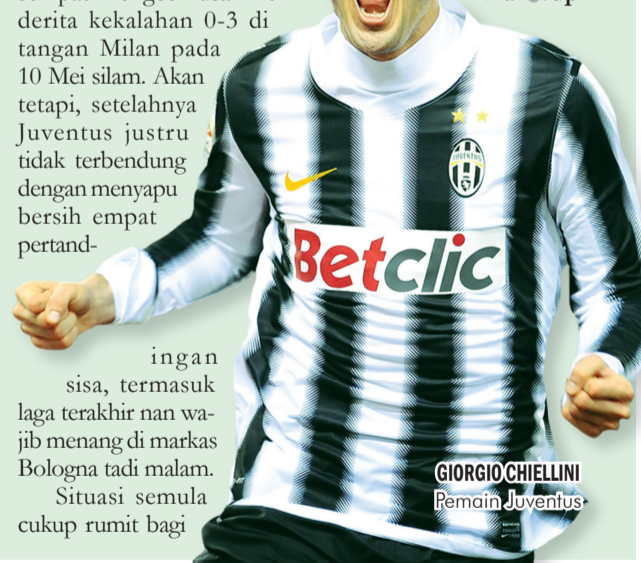 derita kekalahan 0-3 di
tangan Milan pada
10 Mei silam. Akan
tetapi, setelahnya
Juventus justru
tidak terbendung
dengan menyapu
bersih empat
pertand-
ingan
sisa, termasuk
laga terakhir nan wa-
jib menang di markas
Bologna tadi malam.
Situasi semula
cukup rumit bagi
JUVENTUS
Betclic
GIORGIO CHIELLINI
Pemain Juventus